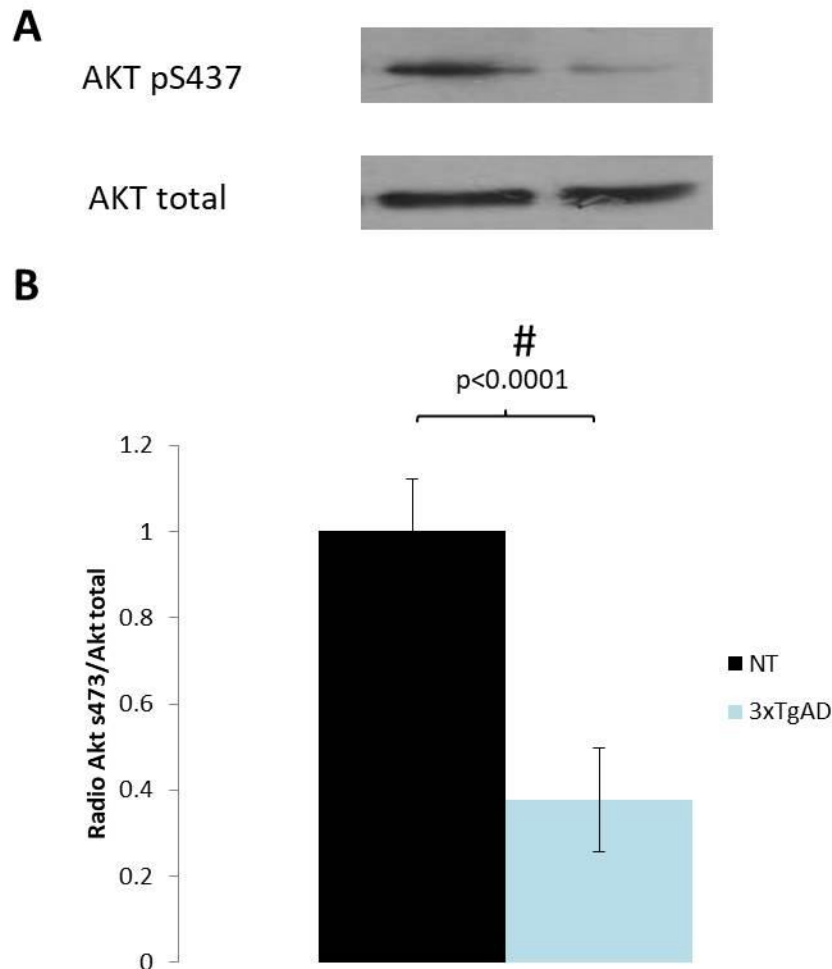 A
AKT pS437
AKT total
B
#
p<0.0001
1.2
1
0.8
0.6
0.4
0.2
0
Radio Akt s473/Akt total
NT
3xTgAD